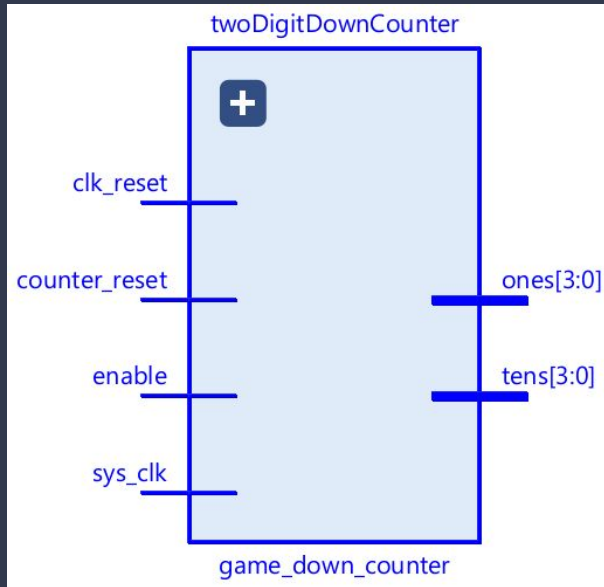 twoDigitDownCounter
clk_reset
counter_reset
ones[3:0]
enable
tens[3:0]
sys_clk
game_down_counter